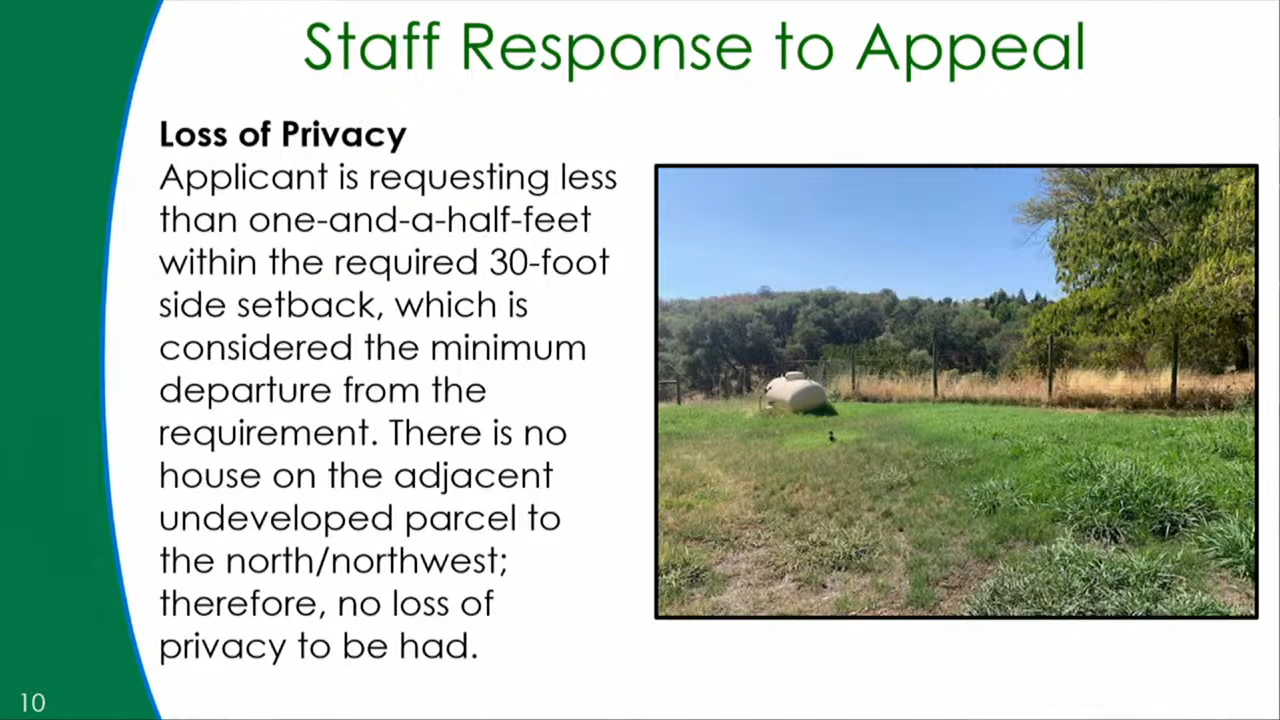 Staff Response to Appeal
Loss of Privacy
Applicant is requesting less
than one-and-a-half-feet
within the required 30-foot
side setback, which is
considered the minimum
departure from the
requirement. There is no
house on the adjacent
undeveloped parcel to
the north/northwest;
therefore, no loss of
privacy to be had.
10